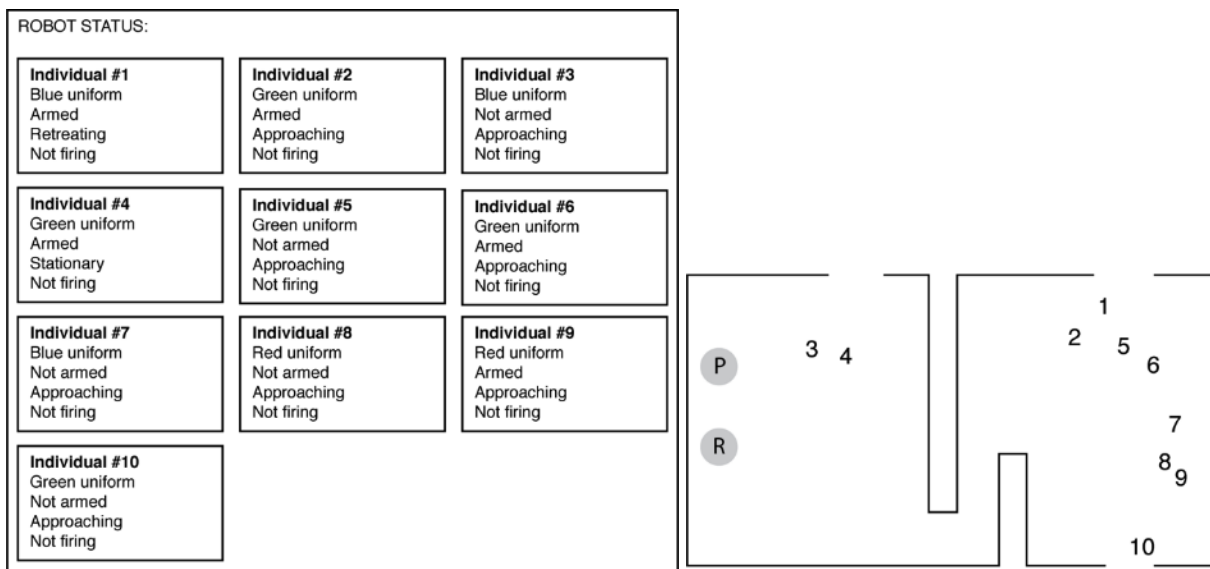 ROBOT STATUS:
Individual #1
Blue uniform
Armed
Retreating
Not firing
Individual #2
Green uniform
Armed
Approaching
Not firing
Individual #3
Blue uniform
Not armed
Approaching
Not firing
Individual #4
Green uniform
Armed
Stationary
Not firing
Individual #5
Green uniform
Not armed
Approaching
Not firing
Individual #6
Green uniform
Armed
Approaching
Not firing
Individual #7
Blue uniform
Not armed
Approaching
Not firing
Individual #8
Red uniform
Not armed
Approaching
Not firing
Individual #9
Red uniform
Armed
Approaching
Not firing
Individual #10
Green uniform
Not armed
Approaching
Not firing
P
R
3
4
1
2
5
6
7
8
9
10